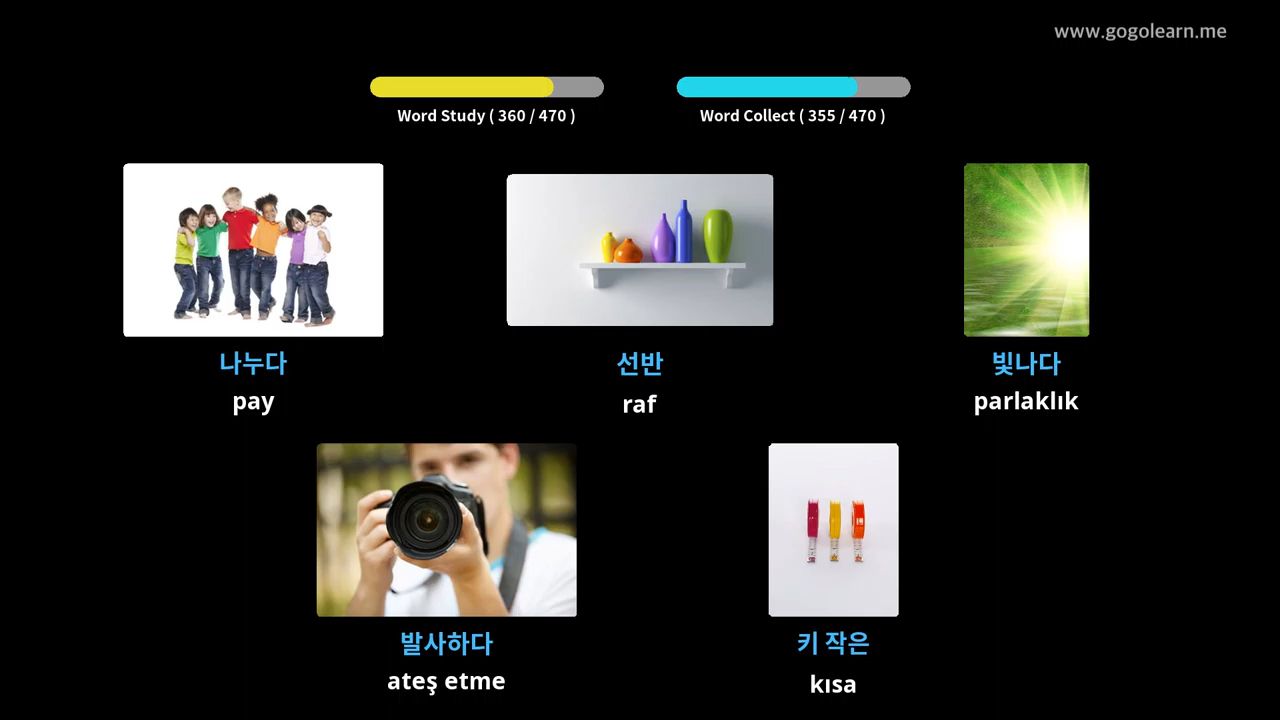 www.gogolearn.me
Word Study ( 360 / 470 )
Word Collect ( 355 / 470 )
나누다
pay
선반
raf
빛나다
parlaklık
발사하다
ateş etme
키 작은
kısa